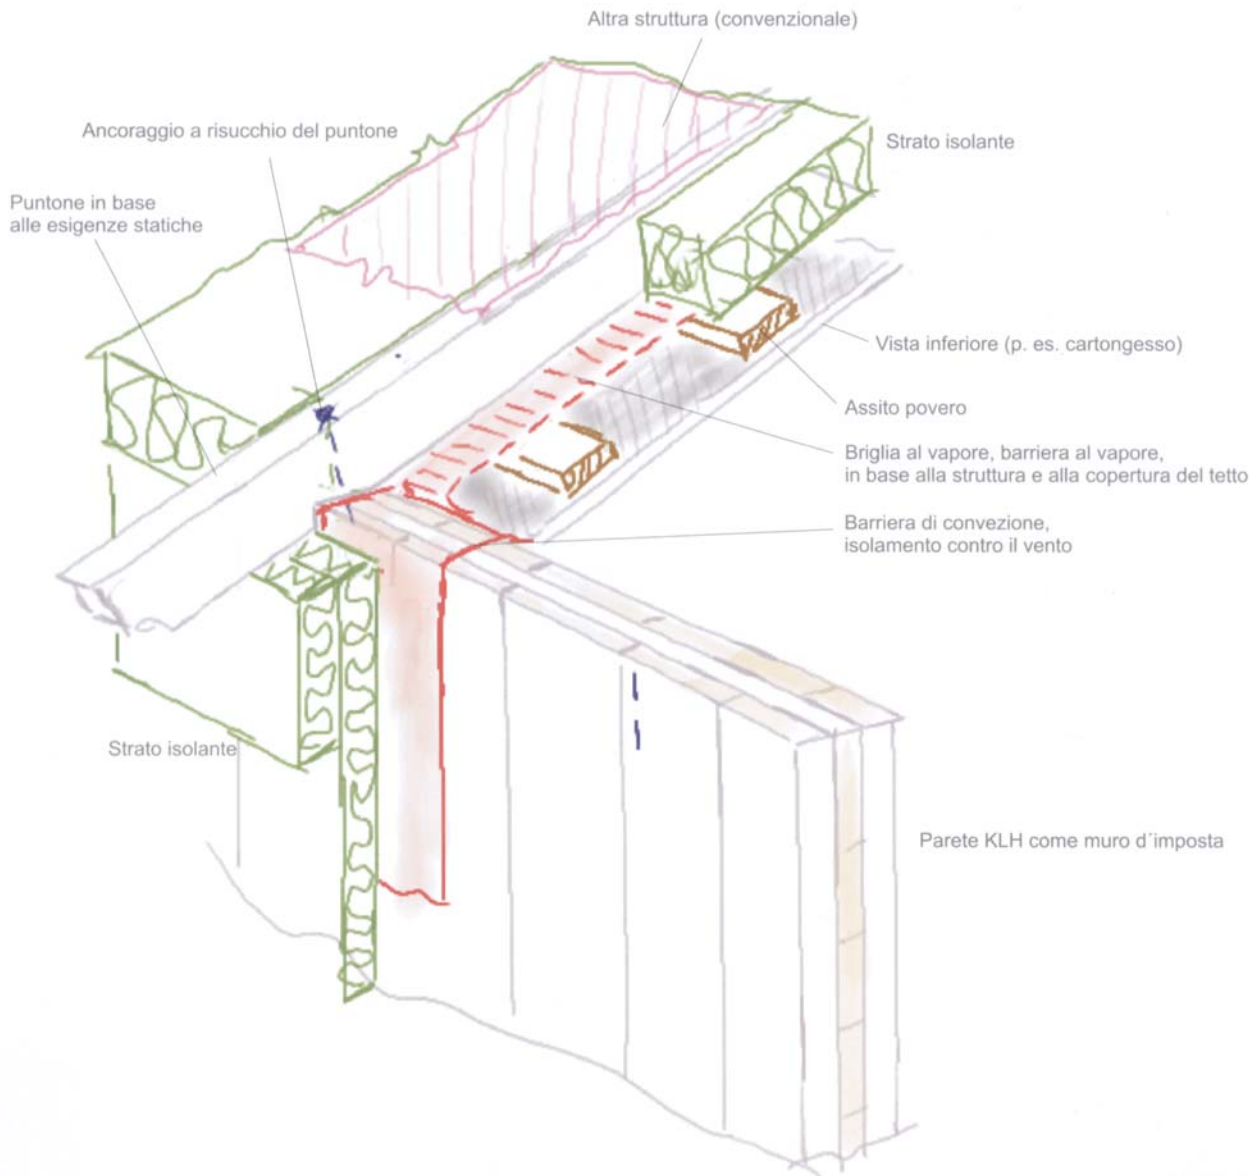 Altra struttura (convenzionale)
Ancoraggio a risucchio del puntone
Strato isolante
Puntone in base
alle esigenze statiche
Vista inferiore (p. es. cartongesso)
Assito povero
Briglia al vapore, barriera al vapore,
in base alla struttura e alla copertura del tetto
Barriera di convezione,
isolamento contro il vento
Strato isolante
Parete KLH come muro d´imposta